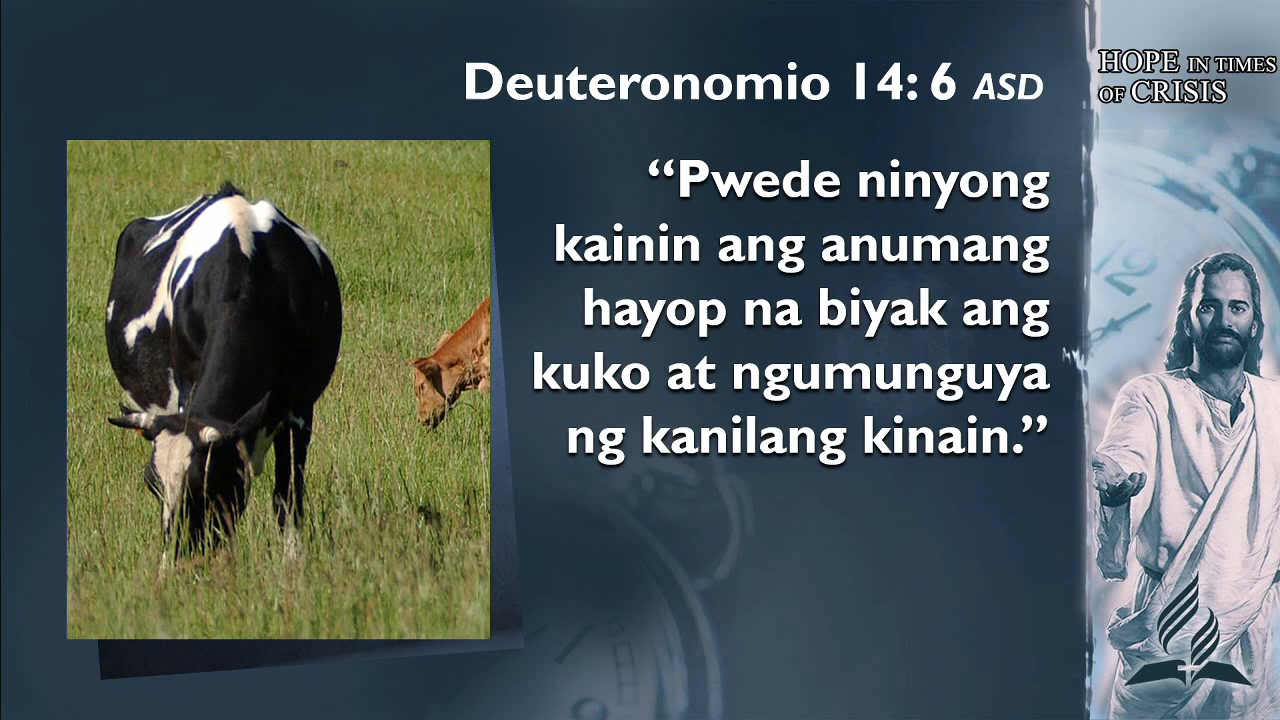 Deuteronomio 14: 6 ASD
HOPE IN TIMES
OF CRISIS
“Pwede ninyong
kainin ang anumang
hayop na biyak ang
kuko at ngumunguya
ng kanilang kinain.”